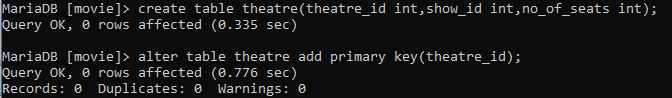 MariaDB [movie]> create table theatre(theatre_id int,show_id int,no_of_seats int);
Query OK, 0 rows affected (0.335 sec)
MariaDB [movie]> alter table theatre add primary key(theatre_id);
Query OK, 0 rows affected (0.776 sec)
Records: 0  Duplicates: 0  Warnings: 0